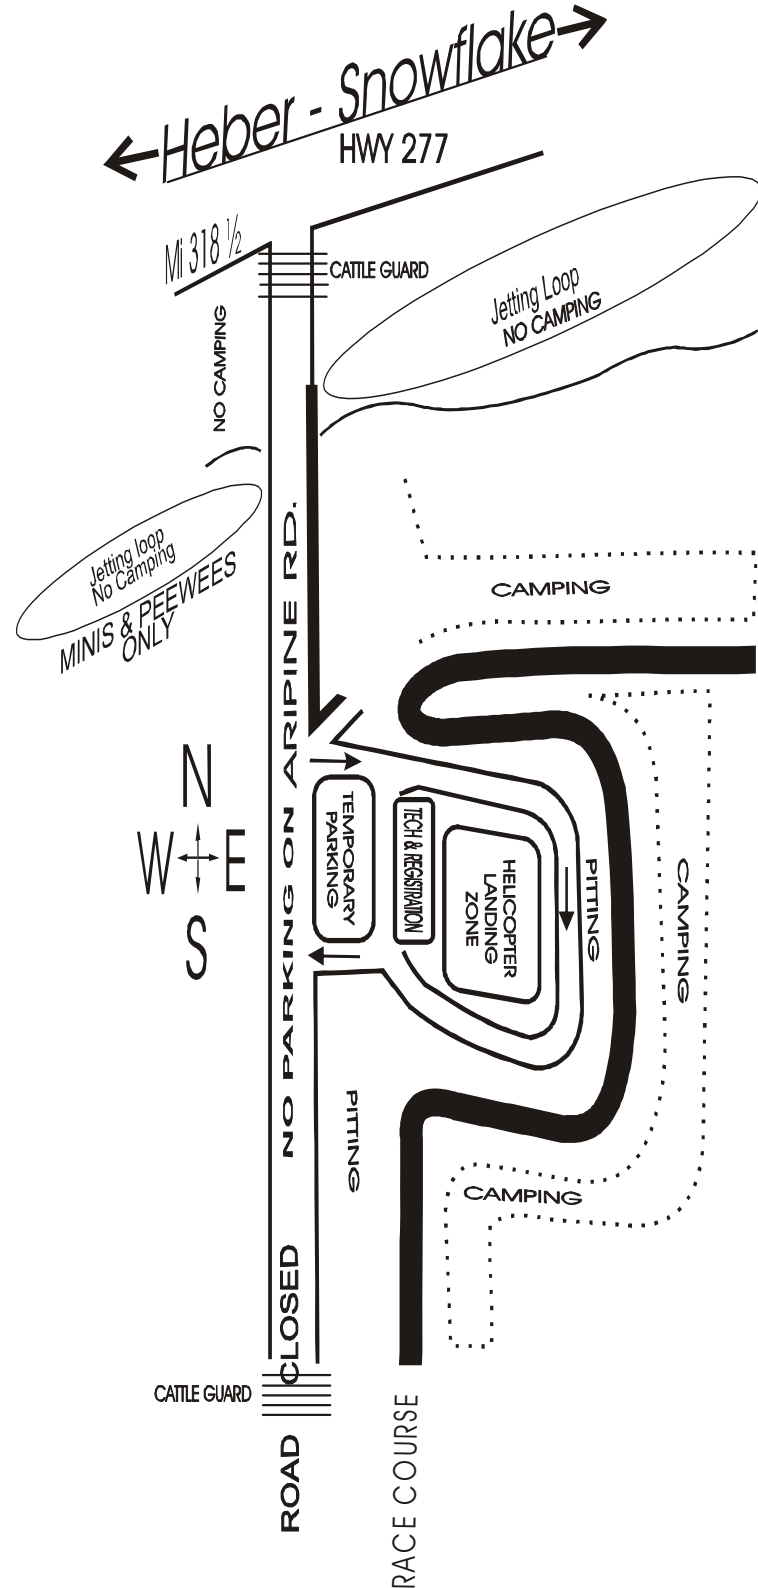 Heber - Snowflake
HWY 277
Mi 318 ½
CATTLE GUARD
Jetting Loop
NO CAMPING
NO CAMPING
Jetting loop
No Camping
MINIS & PEEWEES
ONLY
CAMPING
NO PARKING ON ARIPINE RD.
N
W E
S
TEMPORARY
PARKING
TECH & REGISTRATION
HELICOPTER
LANDING
ZONE
PITTING
CAMPING
PITTING
CAMPING
ROAD CLOSED
CATTLE GUARD
RACE COURSE